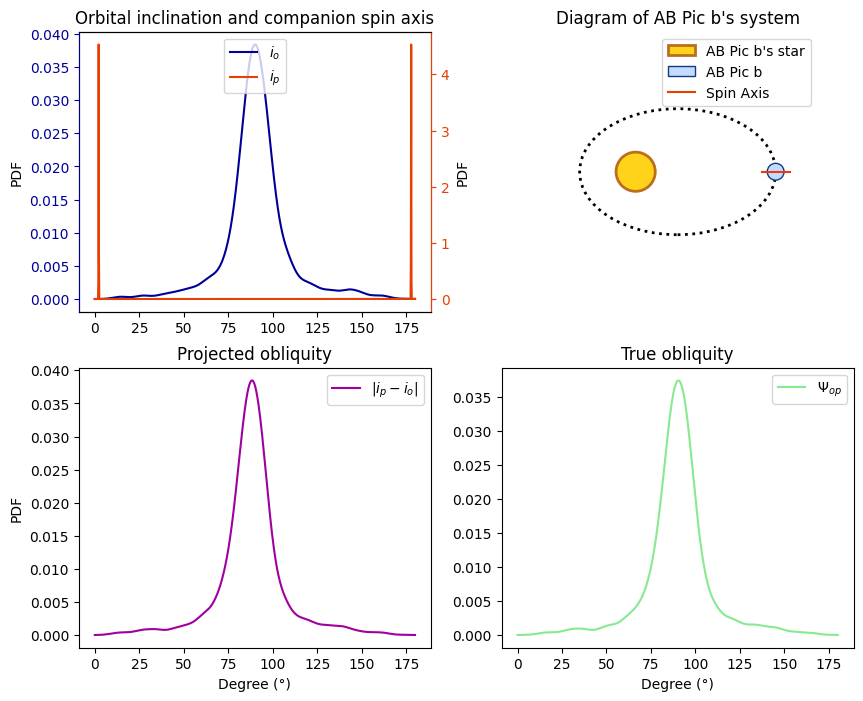 Orbital inclination and companion spin axis
0.040
0.035
0.030
0.025
0.020
0.015
0.010
0.005
0.000
PDF
i_o
i_p
4
3
2
1
0
PDF
0 25 50 75 100 125 150 175
Diagram of AB Pic b's system
AB Pic b's star
AB Pic b
Spin Axis
Projected obliquity
0.040
0.035
0.030
0.025
0.020
0.015
0.010
0.005
0.000
PDF
|i_p − i_o|
0 25 50 75 100 125 150 175
Degree (°)
True obliquity
0.035
0.030
0.025
0.020
0.015
0.010
0.005
0.000
Ψ_op
0 25 50 75 100 125 150 175
Degree (°)